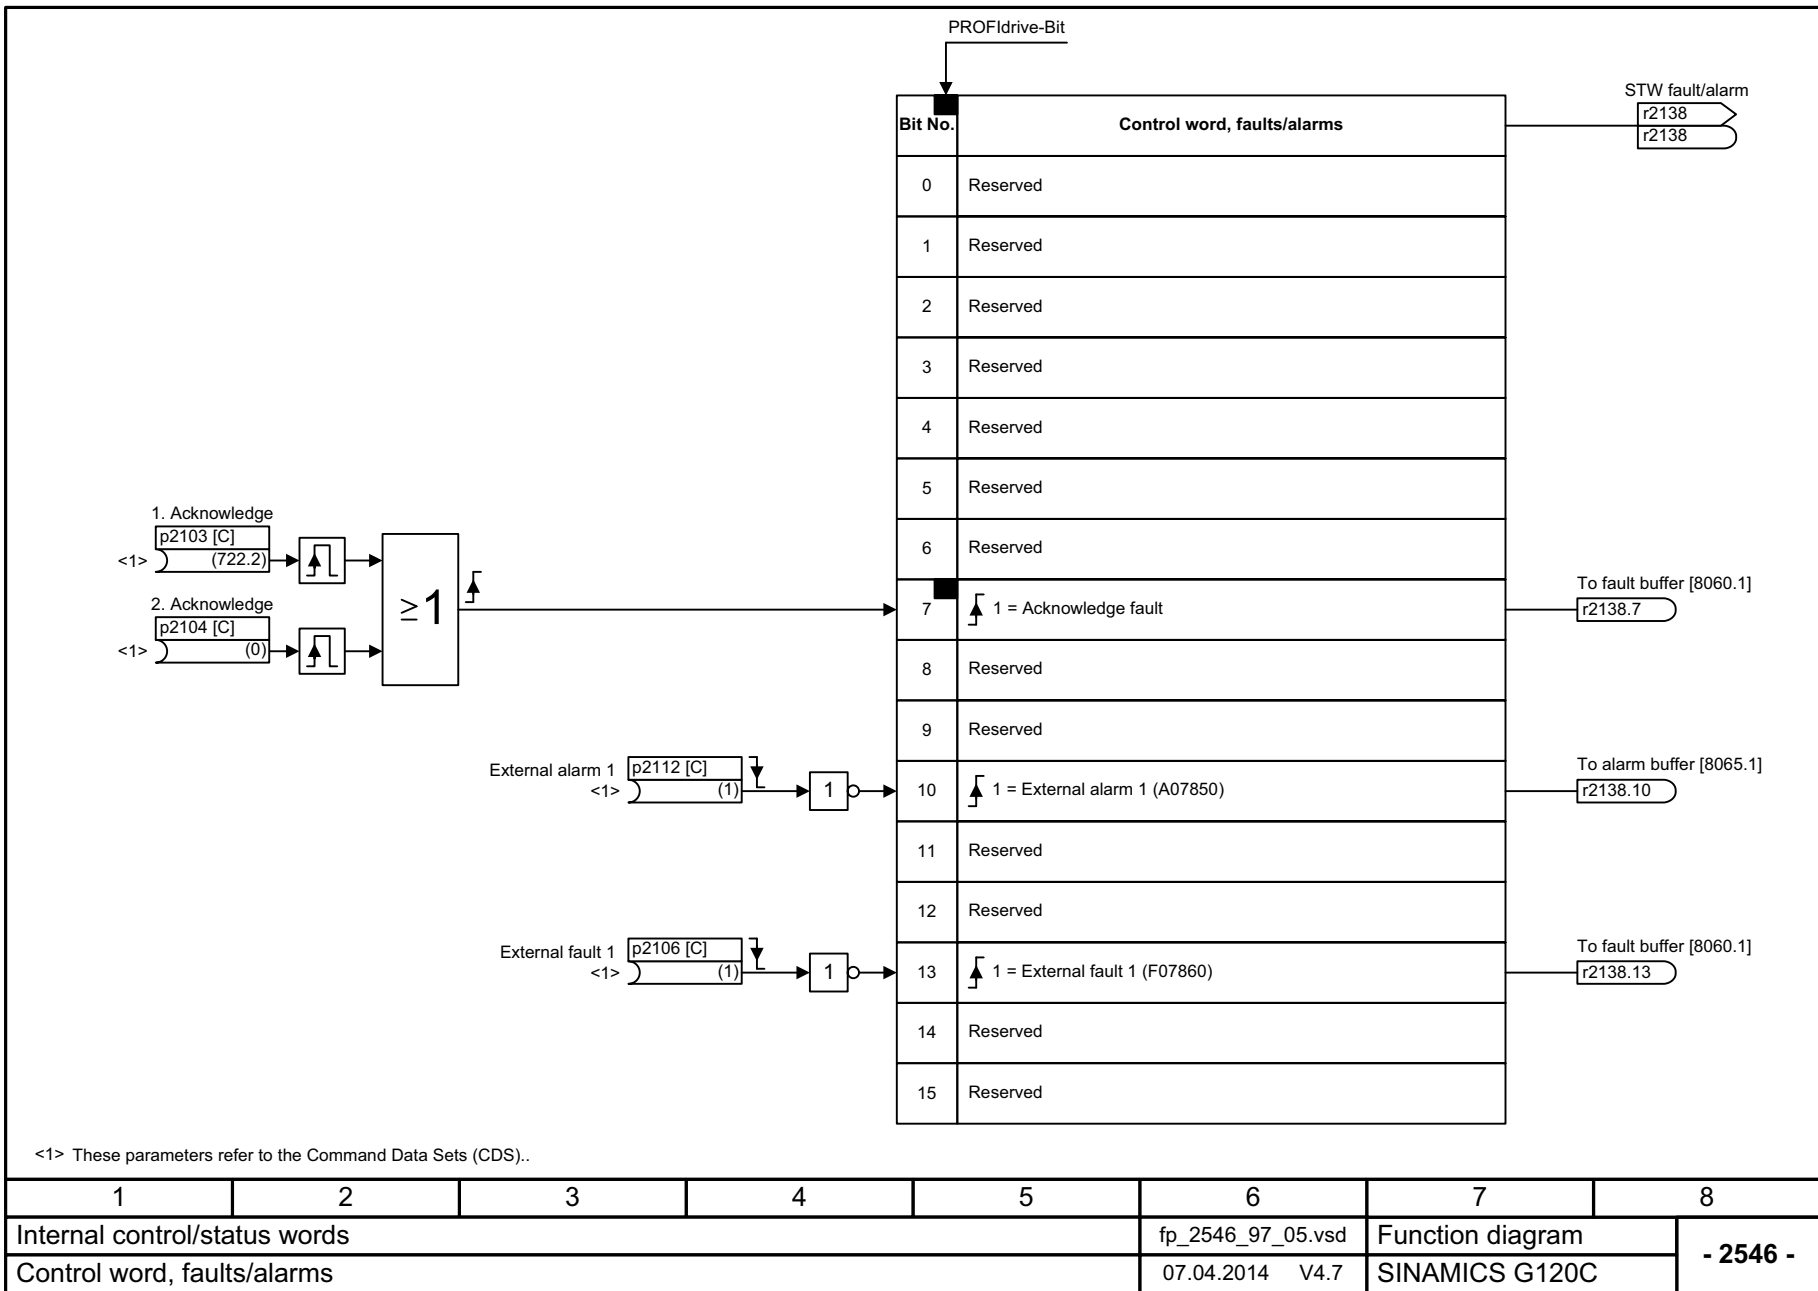 PROFIdrive-Bit
STW fault/alarm
r2138
r2138
Bit No. Control word, faults/alarms
0 Reserved
1 Reserved
2 Reserved
3 Reserved
4 Reserved
5 Reserved
1. Acknowledge
p2103 [C]
<1> (722.2)
6 Reserved
2. Acknowledge
p2104 [C]
<1> (0)
≥1
7 1 = Acknowledge fault
To fault buffer [8060.1]
r2138.7
8 Reserved
9 Reserved
External alarm 1 p2112 [C]
<1> (1) 1
10 1 = External alarm 1 (A07850)
To alarm buffer [8065.1]
r2138.10
11 Reserved
12 Reserved
External fault 1 p2106 [C]
<1> (1) 1
13 1 = External fault 1 (F07860)
To fault buffer [8060.1]
r2138.13
14 Reserved
15 Reserved
<1> These parameters refer to the Command Data Sets (CDS)..
1 2 3 4 5 6 7 8
Internal control/status words fp_2546_97_05.vsd Function diagram
- 2546 -
Control word, faults/alarms 07.04.2014 V4.7 SINAMICS G120C